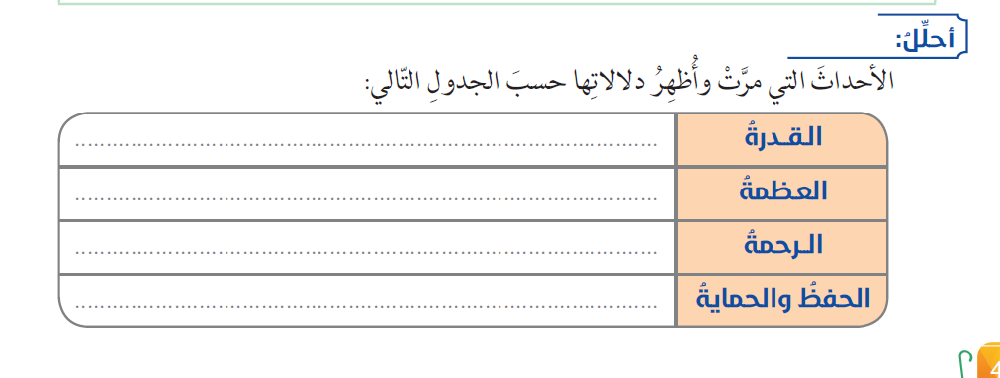 أحلِّلُ:
الأحداثَ التي مرَّتْ وأُظهِرُ دلالاتِها حسبَ الجدولِ التّالي:
القـدرةُ ................................................................................
العظمةُ ................................................................................
الـرحمةُ ................................................................................
الحفظُ والحمايةُ ................................................................................